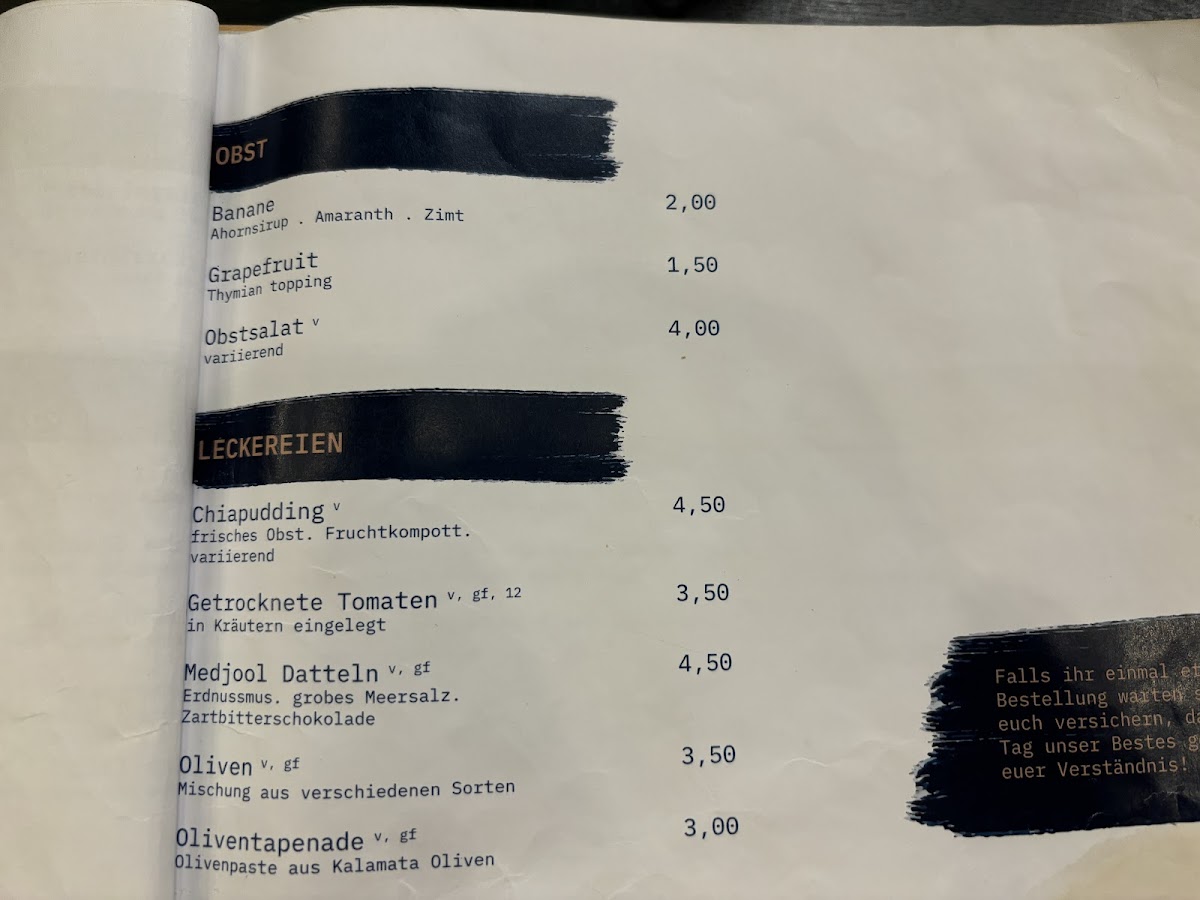 OBST
Banane 2,00
Ahornsirup . Amaranth . Zimt
Grapefruit 1,50
Thymian topping
Obstsalat v 4,00
variierend
LECKEREIEN
Chiapudding v 4,50
frisches Obst. Fruchtkompott.
variierend
Getrocknete Tomaten v, gf, 12 3,50
in Kräutern eingelegt
Medjool Datteln v, gf 4,50
Erdnussmus. grobes Meersalz.
Zartbitterschokolade
Oliven v, gf 3,50
Mischung aus verschiedenen Sorten
Oliventapenade v, gf 3,00
Olivenpaste aus Kalamata Oliven
Falls ihr einmal
Bestellung warten
euch versichern,
Tag unser Bestes
euer Verständnis!